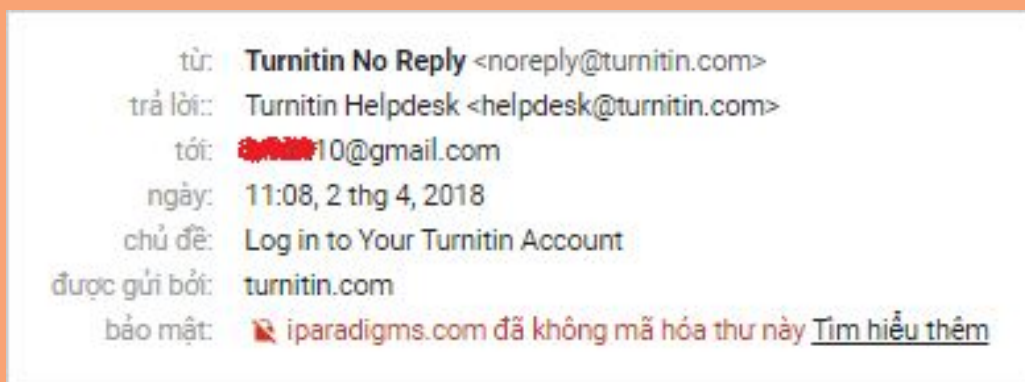 từ: Turnitin No Reply <noreply@turnitin.com>
trả lời:: Turnitin Helpdesk <helpdesk@turnitin.com>
tới: 10@gmail.com
ngày: 11:08, 2 thg 4, 2018
chủ đề: Log in to Your Turnitin Account
được gửi bởi: turnitin.com
bảo mật: iparadigms.com đã không mã hóa thư này Tìm hiểu thêm